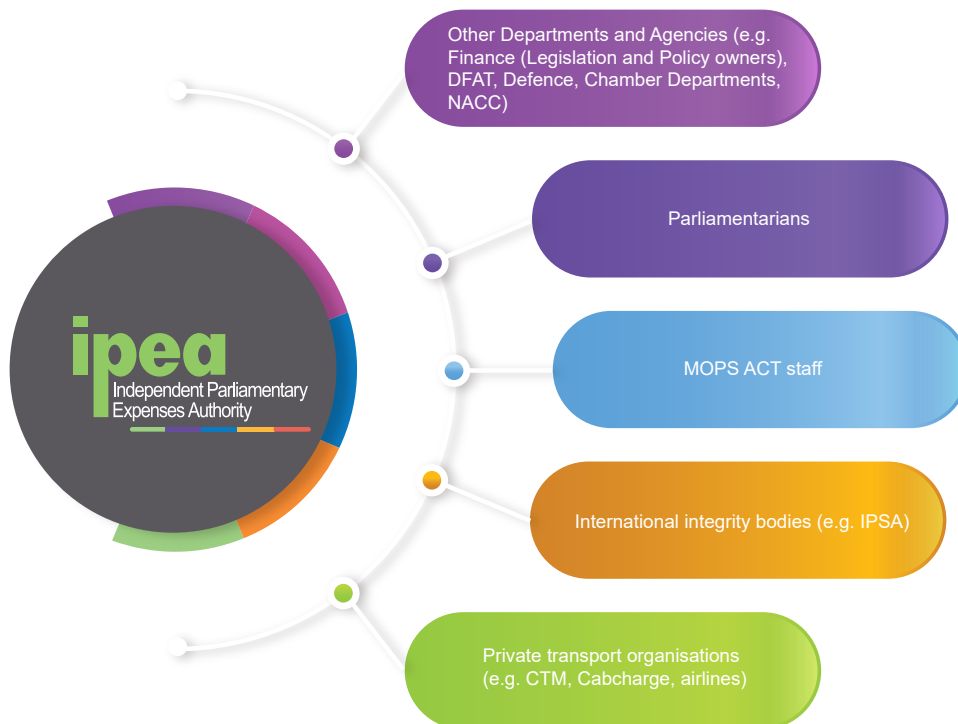 Other Departments and Agencies (e.g.
Finance (Legislation and Policy owners),
DFAT, Defence, Chamber Departments,
NACC)
Parliamentarians
ipea
Independent Parliamentary
Expenses Authority
MOPS ACT staff
International integrity bodies (e.g. IPSA)
Private transport organisations
(e.g. CTM, Cabcharge, airlines)